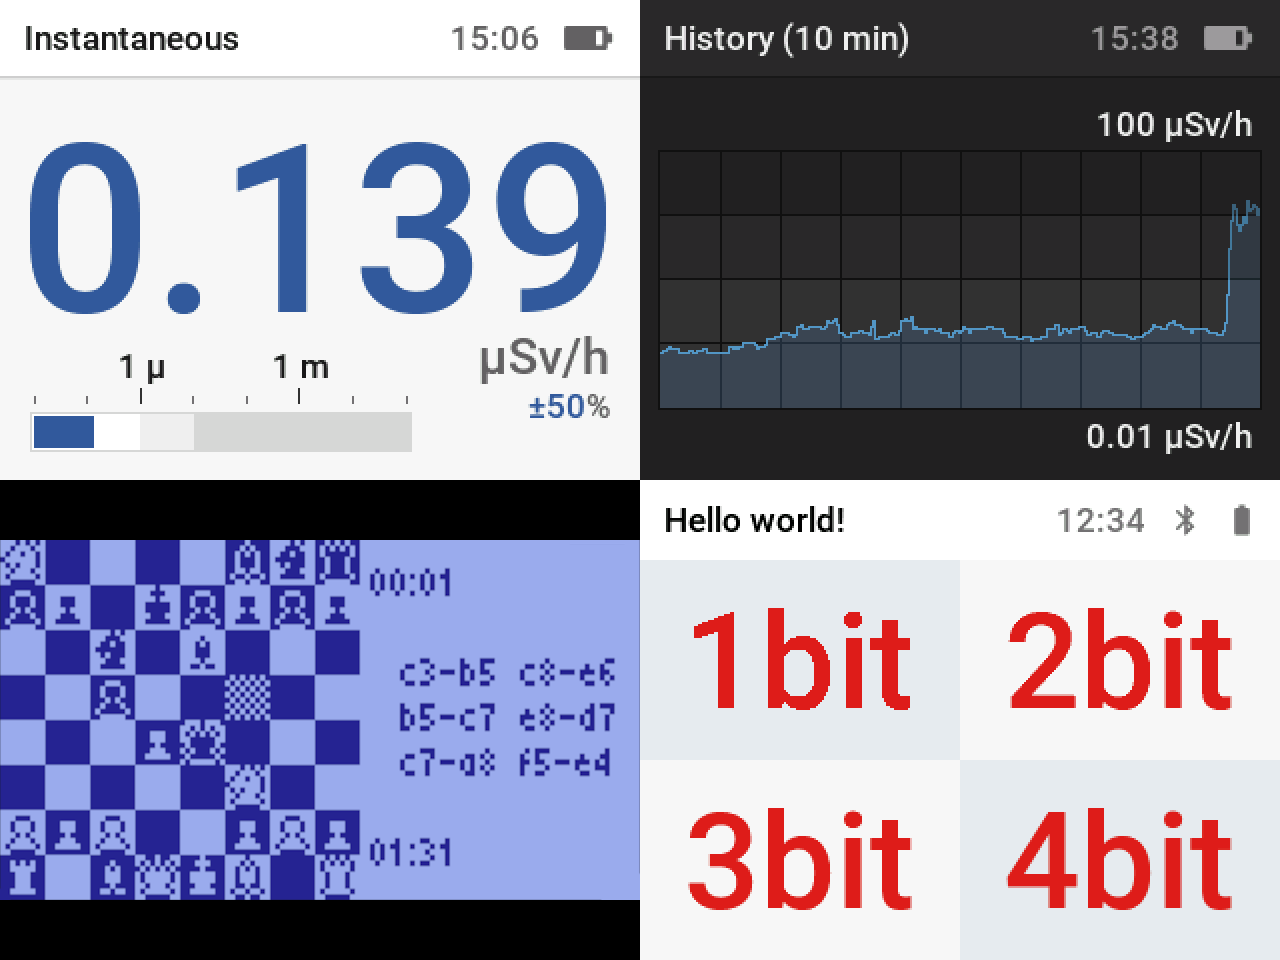 Instantaneous 15:06
0.139
µSv/h
1 µ 1 m
±50%
History (10 min) 15:38
100 µSv/h
0.01 µSv/h
00:01
c3-b5 c8-e6
b5-c7 e8-d7
c7-a8 f5-e4
01:31
Hello world! 12:34
1bit 2bit
3bit 4bit